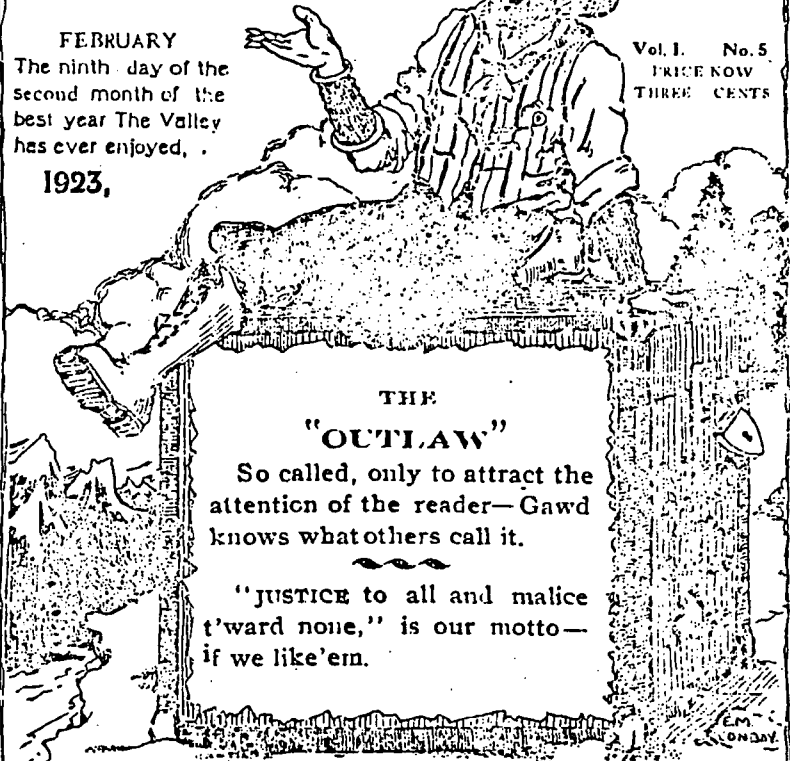 FEBRUARY
The ninth day of the
second month of the
best year The Valley
has ever enjoyed,
1923,
Vol. I. No. 5
PRICE NOW
THREE CENTS
THE
"OUTLAW"
So called, only to attract the
attention of the reader—Gawd
knows what others call it.
"JUSTICE to all and malice
t'ward none," is our motto—
if we like'em.
E.M.